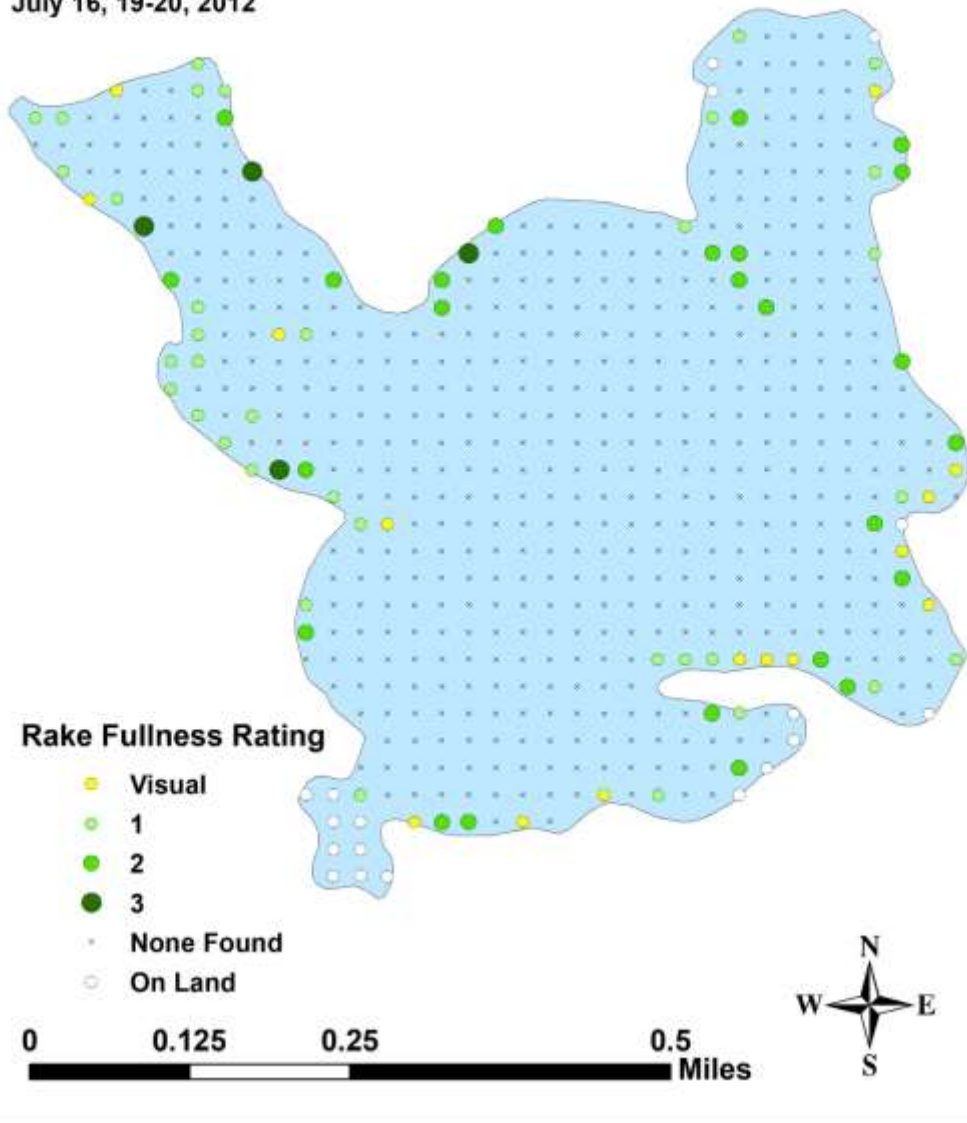 July 16, 19-20, 2012
Rake Fullness Rating
Visual
1
2
3
None Found
On Land
N
W E
S
0 0.125 0.25 0.5
Miles